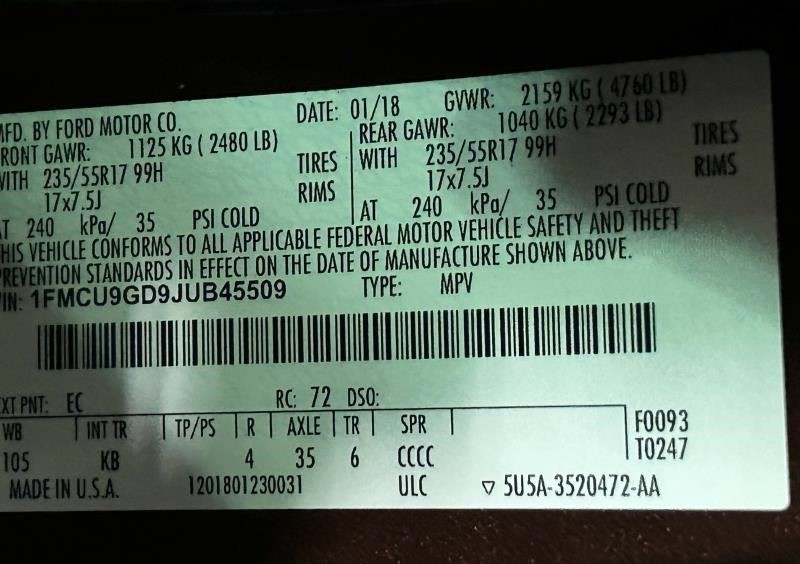 MFD. BY FORD MOTOR CO. DATE: 01/18 GVWR: 2159 KG ( 4760 LB)
FRONT GAWR: 1125 KG ( 2480 LB) REAR GAWR: 1040 KG ( 2293 LB)
WITH 235/55R17 99H TIRES WITH 235/55R17 99H TIRES
17x7.5J RIMS 17x7.5J RIMS
AT 240 kPa/ 35 PSI COLD AT 240 kPa/ 35 PSI COLD
THIS VEHICLE CONFORMS TO ALL APPLICABLE FEDERAL MOTOR VEHICLE SAFETY AND THEFT
PREVENTION STANDARDS IN EFFECT ON THE DATE OF MANUFACTURE SHOWN ABOVE.
VIN: 1FMCU9GD9JUB45509 TYPE: MPV
EXT PNT: EC RC: 72 DSO:
WB INT TR TP/PS R AXLE TR SPR F0093
105 KB 4 35 6 CCCC T0247
MADE IN U.S.A. 1201801230031 ULC ▽ 5U5A-3520472-AA